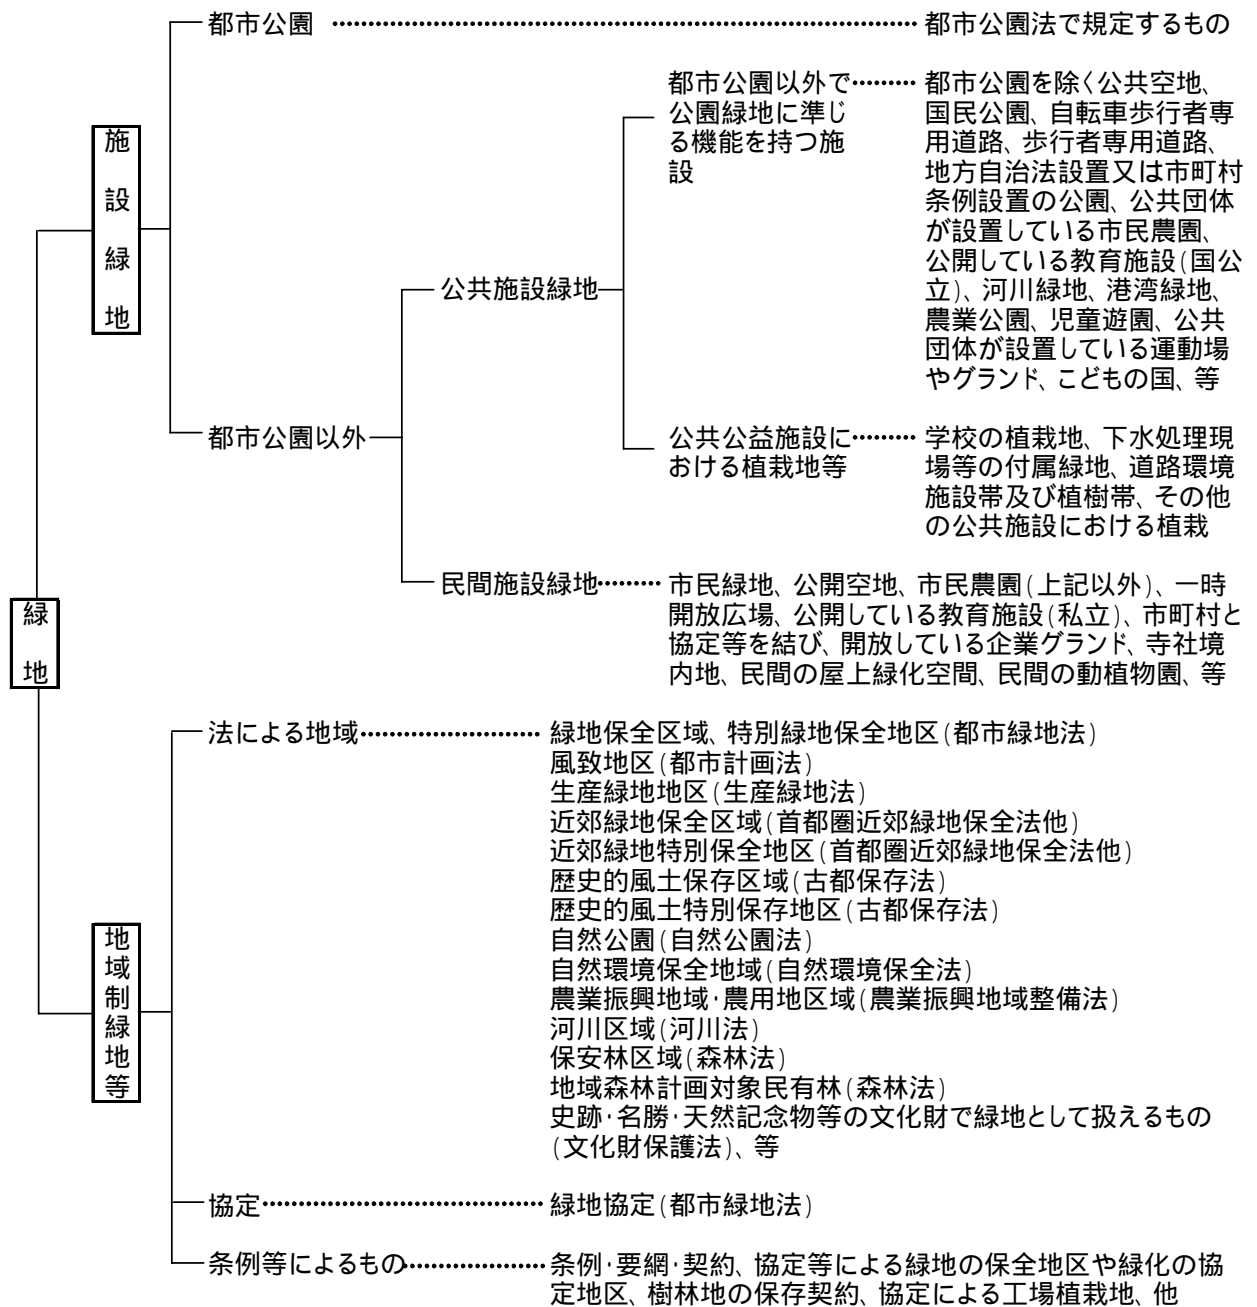 都市公園 都市公園法で規定するもの
都市公園以外で
公園緑地に準じ
る機能を持つ施
設
都市公園を除く公共空地、
国民公園、自転車歩行者専
用道路、歩行者専用道路、
地方自治法設置又は市町村
条例設置の公園、公共団体
が設置している市民農園、
公開している教育施設(国公
立)、河川緑地、港湾緑地、
農業公園、児童遊園、公共
団体が設置している運動場
やグランド、こどもの国、等
施設緑地
公共施設緑地
都市公園以外
公共公益施設に
おける植栽地等
学校の植栽地、下水処理現
場等の付属緑地、道路環境
施設帯及び植樹帯、その他
の公共施設における植栽
民間施設緑地 市民緑地、公開空地、市民農園(上記以外)、一時
開放広場、公開している教育施設(私立)、市町村と
協定等を結び、開放している企業グランド、寺社境
内地、民間の屋上緑化空間、民間の動植物園、等
緑地
法による地域 緑地保全区域、特別緑地保全地区(都市緑地法)
風致地区(都市計画法)
生産緑地地区(生産緑地法)
近郊緑地保全区域(首都圏近郊緑地保全法他)
近郊緑地特別保全地区(首都圏近郊緑地保全法他)
歴史的風土保存区域(古都保存法)
歴史的風土特別保存地区(古都保存法)
自然公園(自然公園法)
自然環境保全地域(自然環境保全法)
農業振興地域・農用地区域(農業振興地域整備法)
河川区域(河川法)
保安林区域(森林法)
地域森林計画対象民有林(森林法)
史跡・名勝・天然記念物等の文化財で緑地として扱えるもの
(文化財保護法)、等
地域制緑地等
協定 緑地協定(都市緑地法)
条例等によるもの 条例・要綱・契約、協定等による緑地の保全地区や緑化の協
定地区、樹林地の保存契約、協定による工場植栽地、他